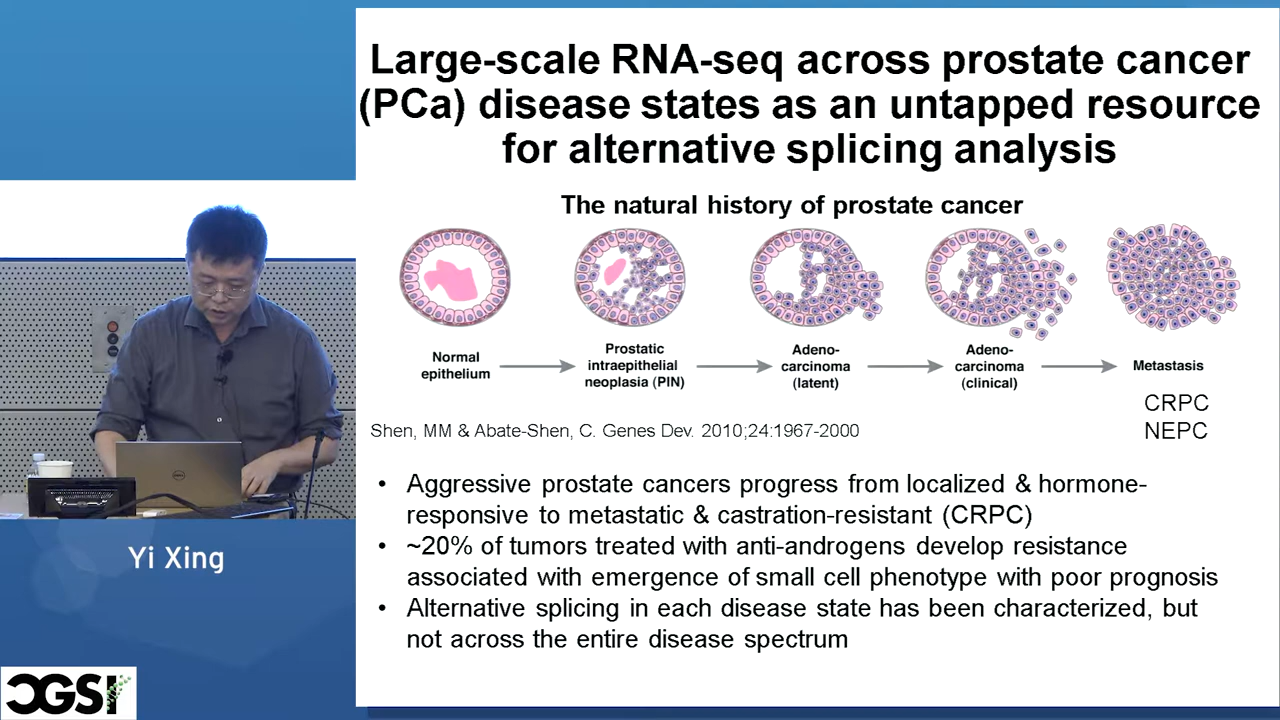 Large-scale RNA-seq across prostate cancer
(PCa) disease states as an untapped resource
for alternative splicing analysis
The natural history of prostate cancer
Normal
epithelium
Prostatic
intraepithelial
neoplasia (PIN)
Adeno-
carcinoma
(latent)
Adeno-
carcinoma
(clinical)
Metastasis
CRPC
NEPC
Shen, MM & Abate-Shen, C. Genes Dev. 2010;24:1967-2000
• Aggressive prostate cancers progress from localized & hormone-
responsive to metastatic & castration-resistant (CRPC)
• ~20% of tumors treated with anti-androgens develop resistance
associated with emergence of small cell phenotype with poor prognosis
• Alternative splicing in each disease state has been characterized, but
not across the entire disease spectrum
DELL
Yi Xing
CGSI